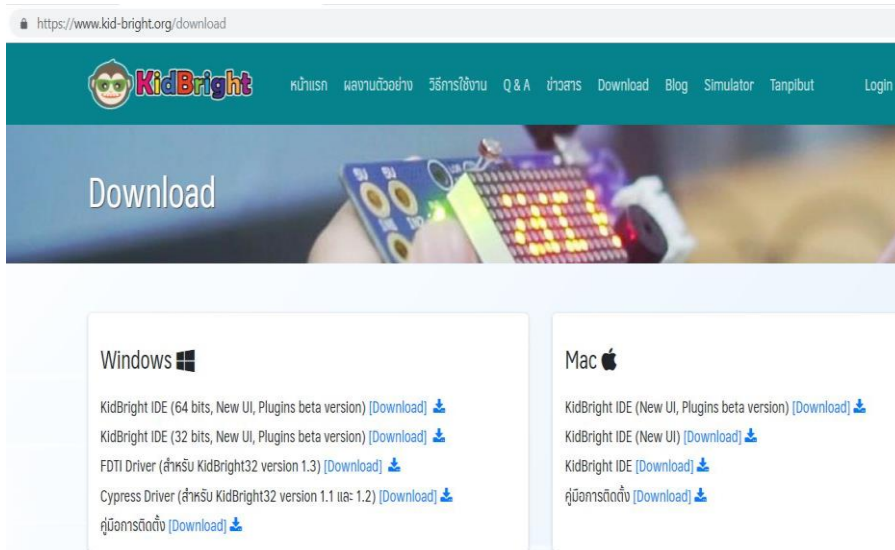 https://www.kid-bright.org/download
KidBright หน้าแรก ผลงานตัวอย่าง วิธีการใช้งาน Q & A ข่าวสาร Download Blog Simulator Tanpibut Login
Download
Windows
KidBright IDE (64 bits, New UI, Plugins beta version) [Download]
KidBright IDE (32 bits, New UI, Plugins beta version) [Download]
FDTI Driver (สำหรับ KidBright32 version 1.3) [Download]
Cypress Driver (สำหรับ KidBright32 version 1.1 และ 1.2) [Download]
คู่มือการติดตั้ง [Download]
Mac
KidBright IDE (New UI, Plugins beta version) [Download]
KidBright IDE (New UI) [Download]
KidBright IDE [Download]
คู่มือการติดตั้ง [Download]